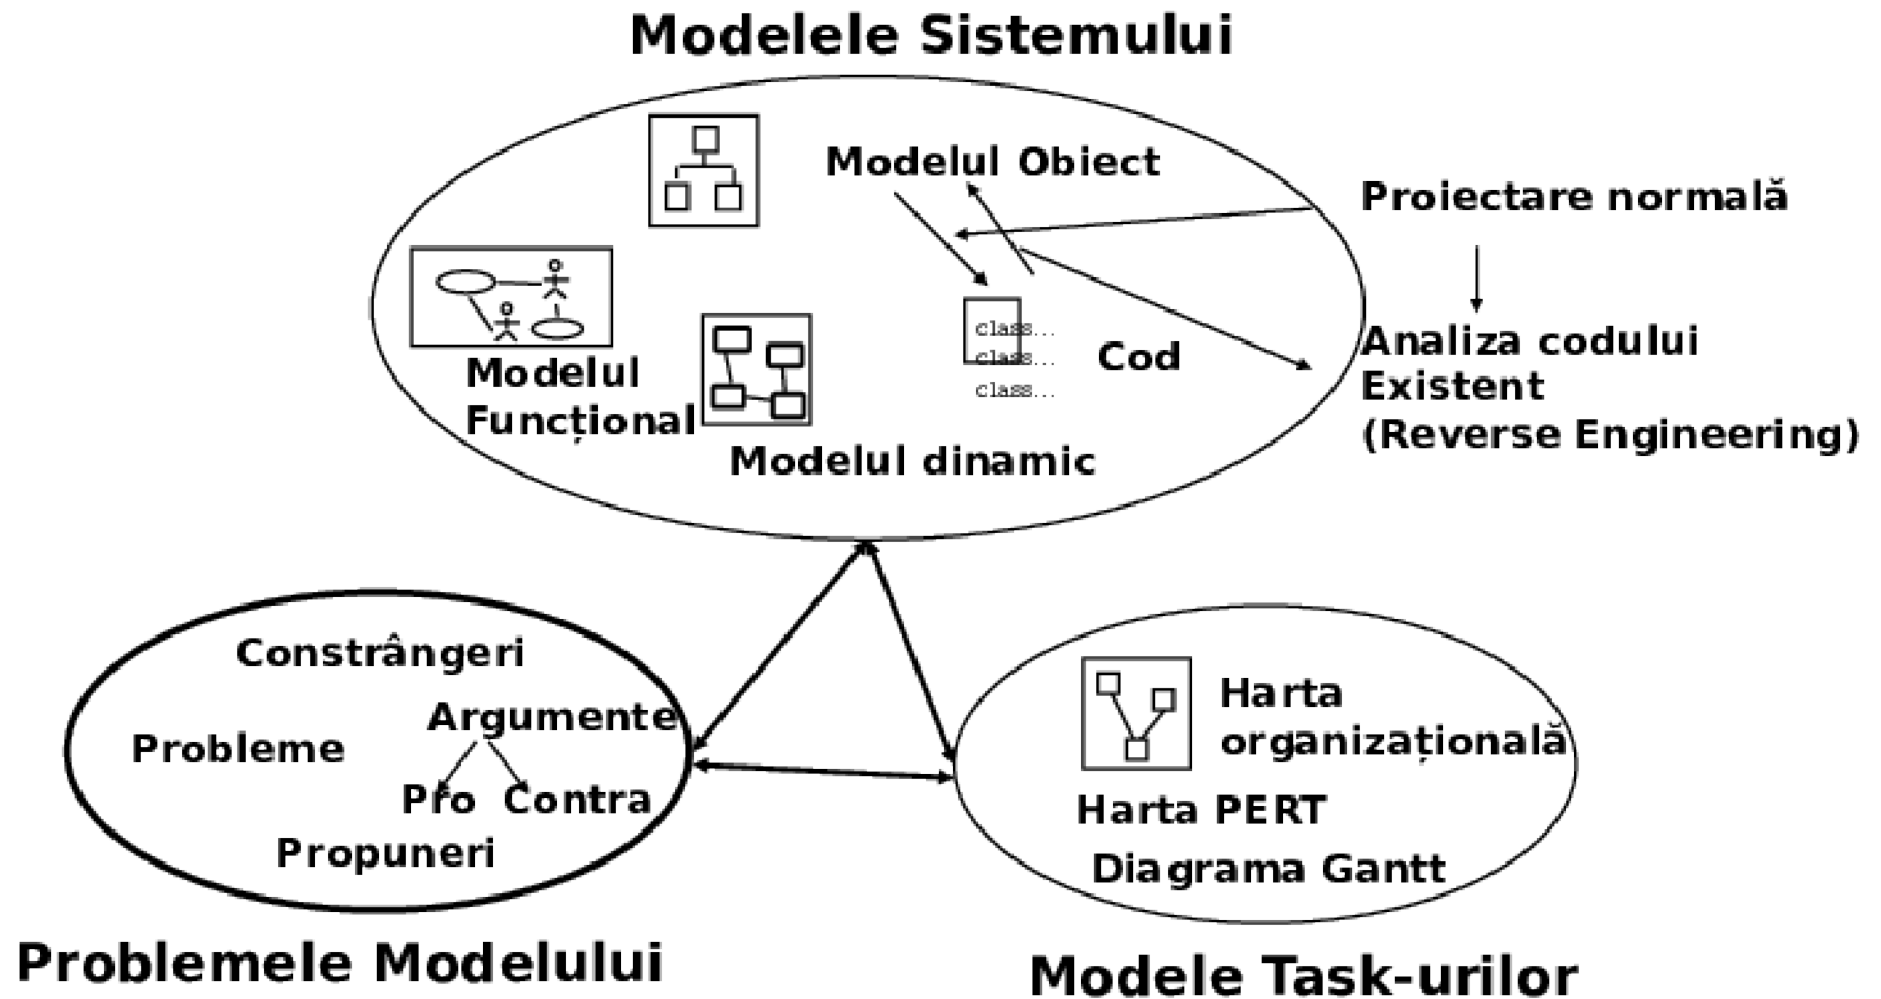 Modelele Sistemului
Modelul Obiect
Proiectare normală
class...
class...
class...
Cod
Analiza codului
Existent
(Reverse Engineering)
Modelul
Funcțional
Modelul dinamic
Constrângeri
Argumente
Probleme
Pro Contra
Propuneri
Harta
organizațională
Harta PERT
Diagrama Gantt
Problemele Modelului
Modele Task-urilor